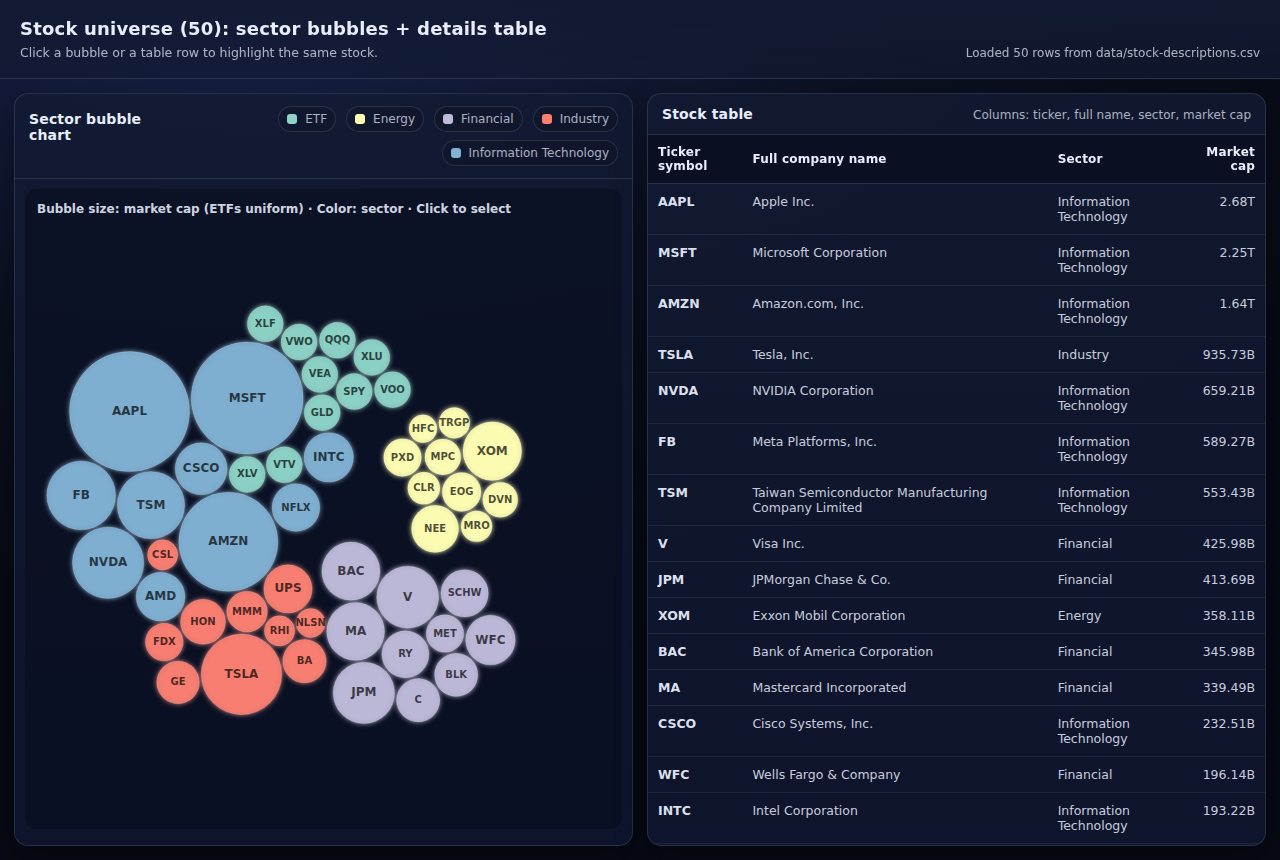 Stock universe (50): sector bubbles + details table
Click a bubble or a table row to highlight the same stock.
Loaded 50 rows from data/stock-descriptions.csv
Sector bubble
chart
ETF
Energy
Financial
Industry
Information Technology
Bubble size: market cap (ETFs uniform) · Color: sector · Click to select
XLF
VWO
QQQ
XLU
VEA
SPY
VOO
GLD
MSFT
AAPL
TRGP
HFC
XOM
PXD
MPC
INTC
CSCO
XLV
VTV
CLR
EOG
DVN
FB
TSM
NFLX
NEE
MRO
AMZN
CSL
NVDA
BAC
UPS
AMD
V
SCHW
MMM
HON
NLSN
RHI
MA
MET
WFC
FDX
RY
BA
TSLA
GE
BLK
JPM
C
Stock table
Columns: ticker, full name, sector, market cap
Ticker
symbol
Full company name
Sector
Market
cap
AAPL Apple Inc. Information
Technology 2.68T
MSFT Microsoft Corporation Information
Technology 2.25T
AMZN Amazon.com, Inc. Information
Technology 1.64T
TSLA Tesla, Inc. Industry 935.73B
NVDA NVIDIA Corporation Information
Technology 659.21B
FB Meta Platforms, Inc. Information
Technology 589.27B
TSM Taiwan Semiconductor Manufacturing
Company Limited Information
Technology 553.43B
V Visa Inc. Financial 425.98B
JPM JPMorgan Chase & Co. Financial 413.69B
XOM Exxon Mobil Corporation Energy 358.11B
BAC Bank of America Corporation Financial 345.98B
MA Mastercard Incorporated Financial 339.49B
CSCO Cisco Systems, Inc. Information
Technology 232.51B
WFC Wells Fargo & Company Financial 196.14B
INTC Intel Corporation Information
Technology 193.22B